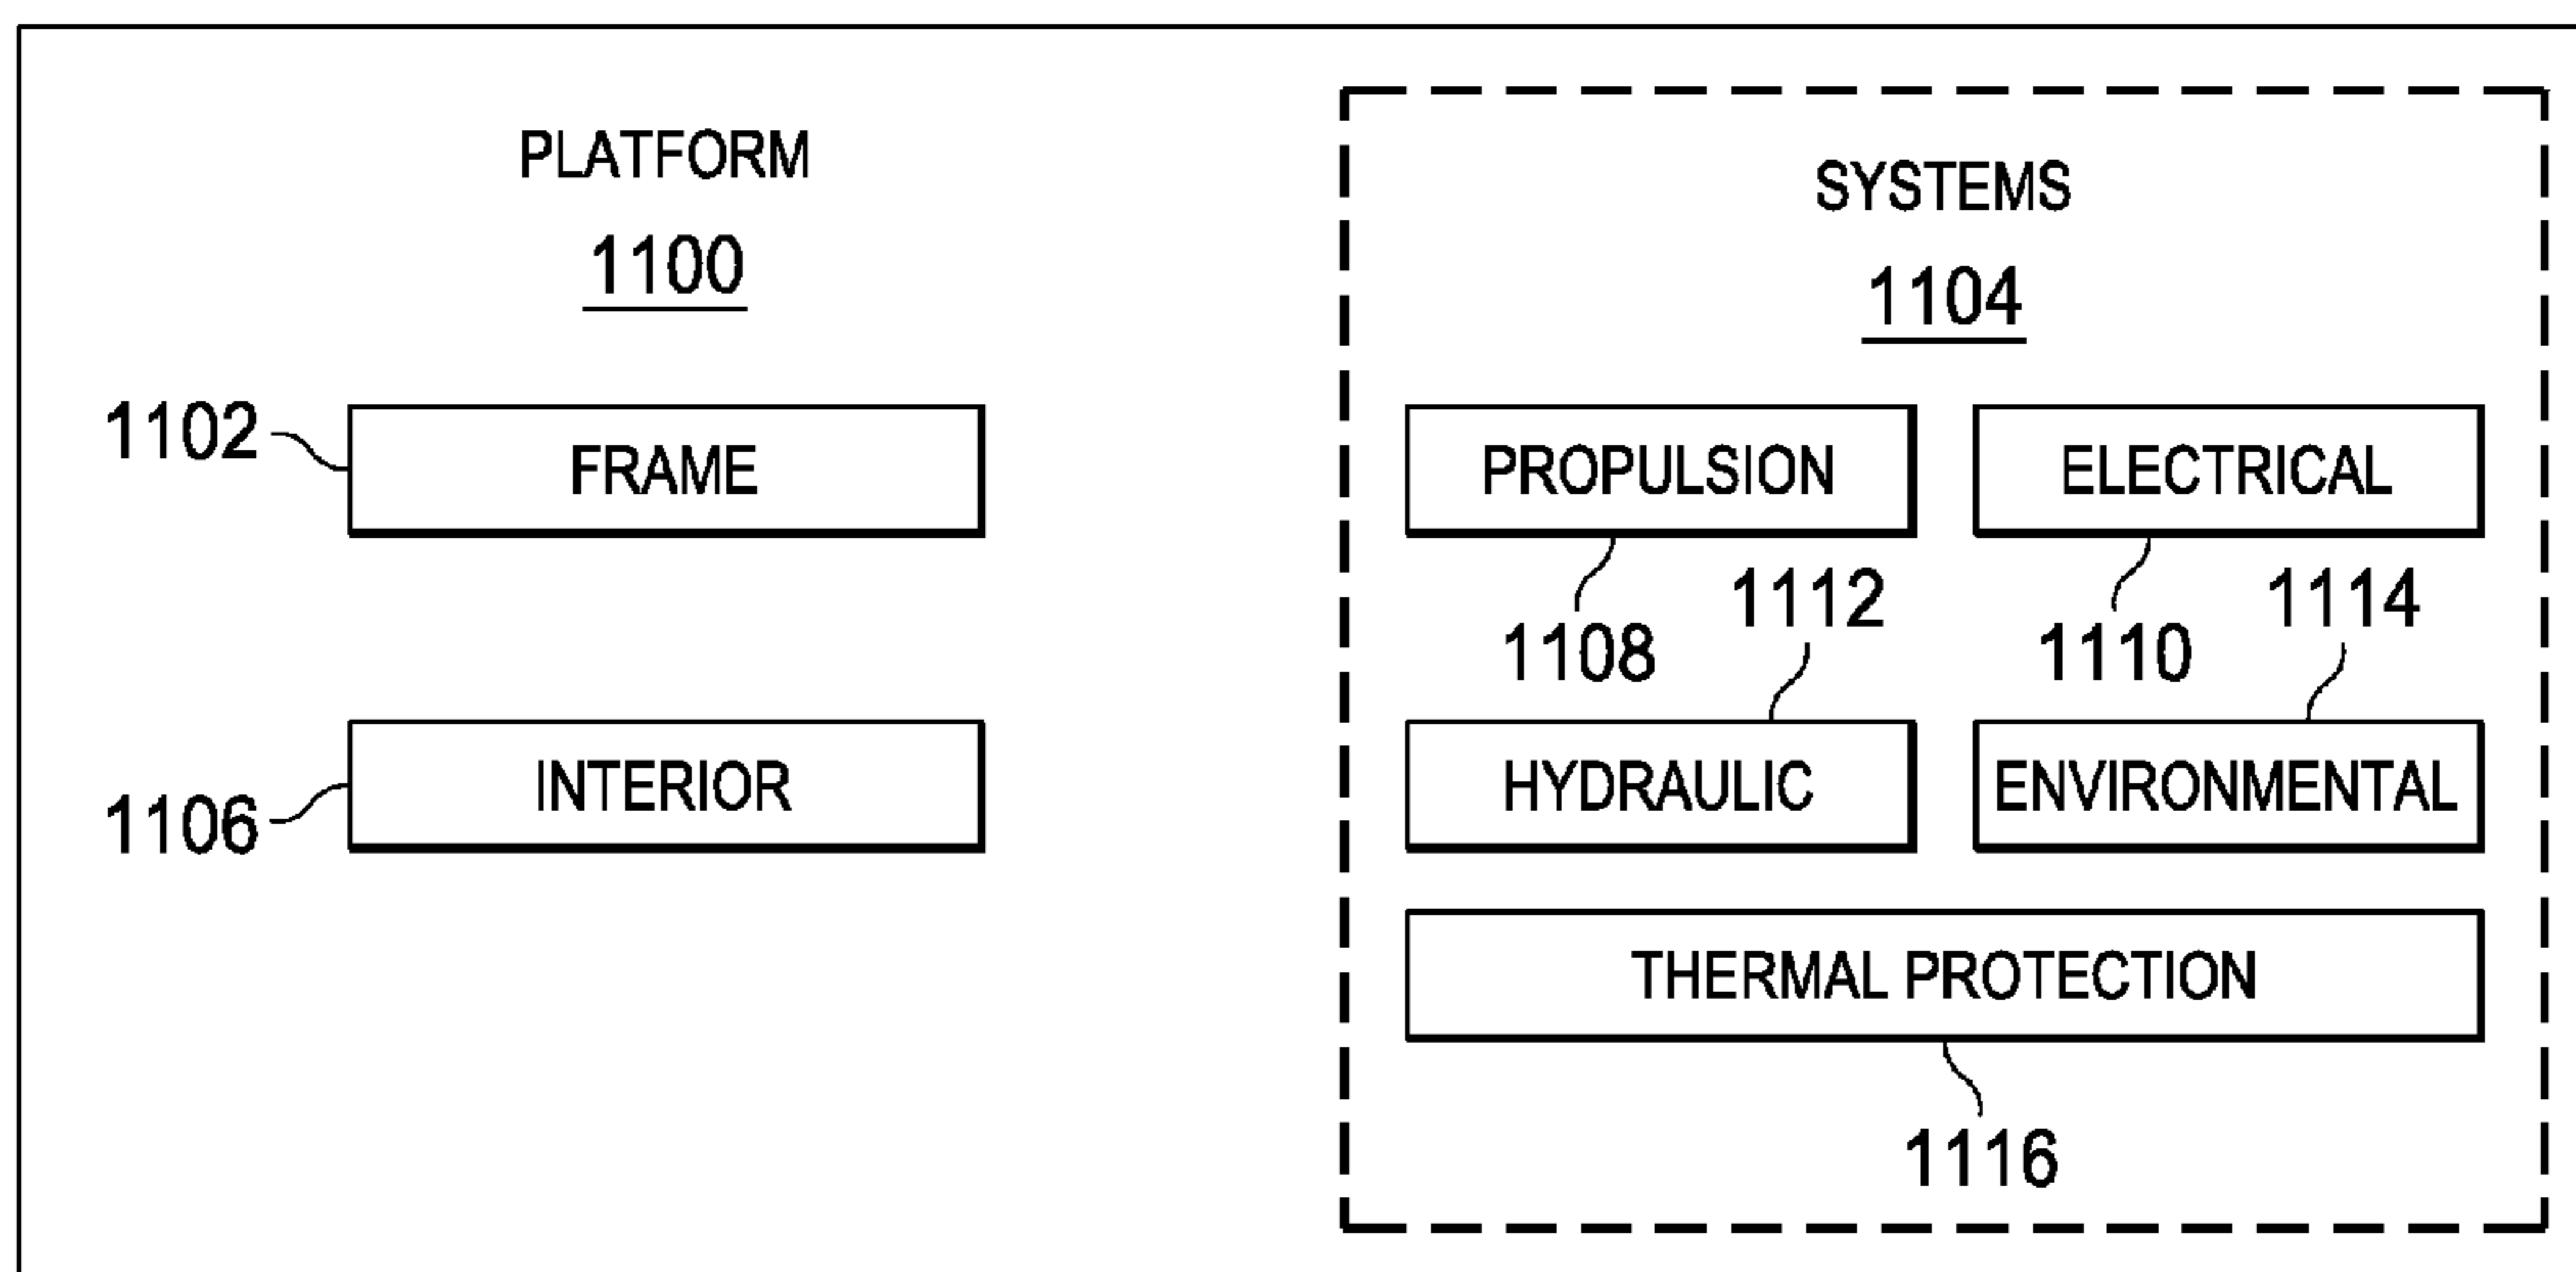 PLATFORM
1100
1102
FRAME
1106
INTERIOR
SYSTEMS
1104
PROPULSION
ELECTRICAL
1108
1112
1110
1114
HYDRAULIC
ENVIRONMENTAL
THERMAL PROTECTION
1116